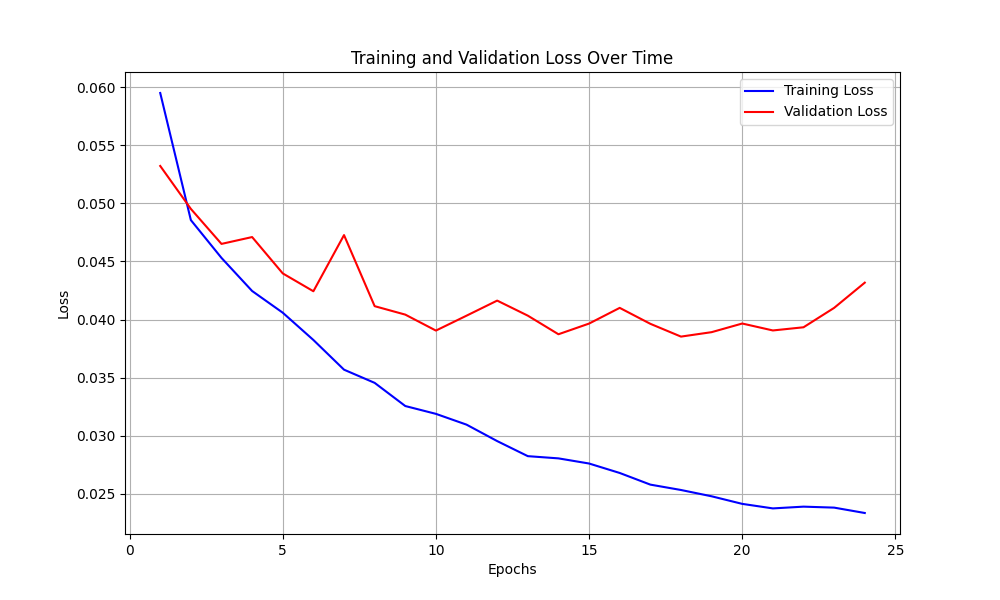 Training and Validation Loss Over Time
Training Loss
Validation Loss
0.060
0.055
0.050
0.045
0.040
0.035
0.030
0.025
Loss
0 5 10 15 20 25
Epochs